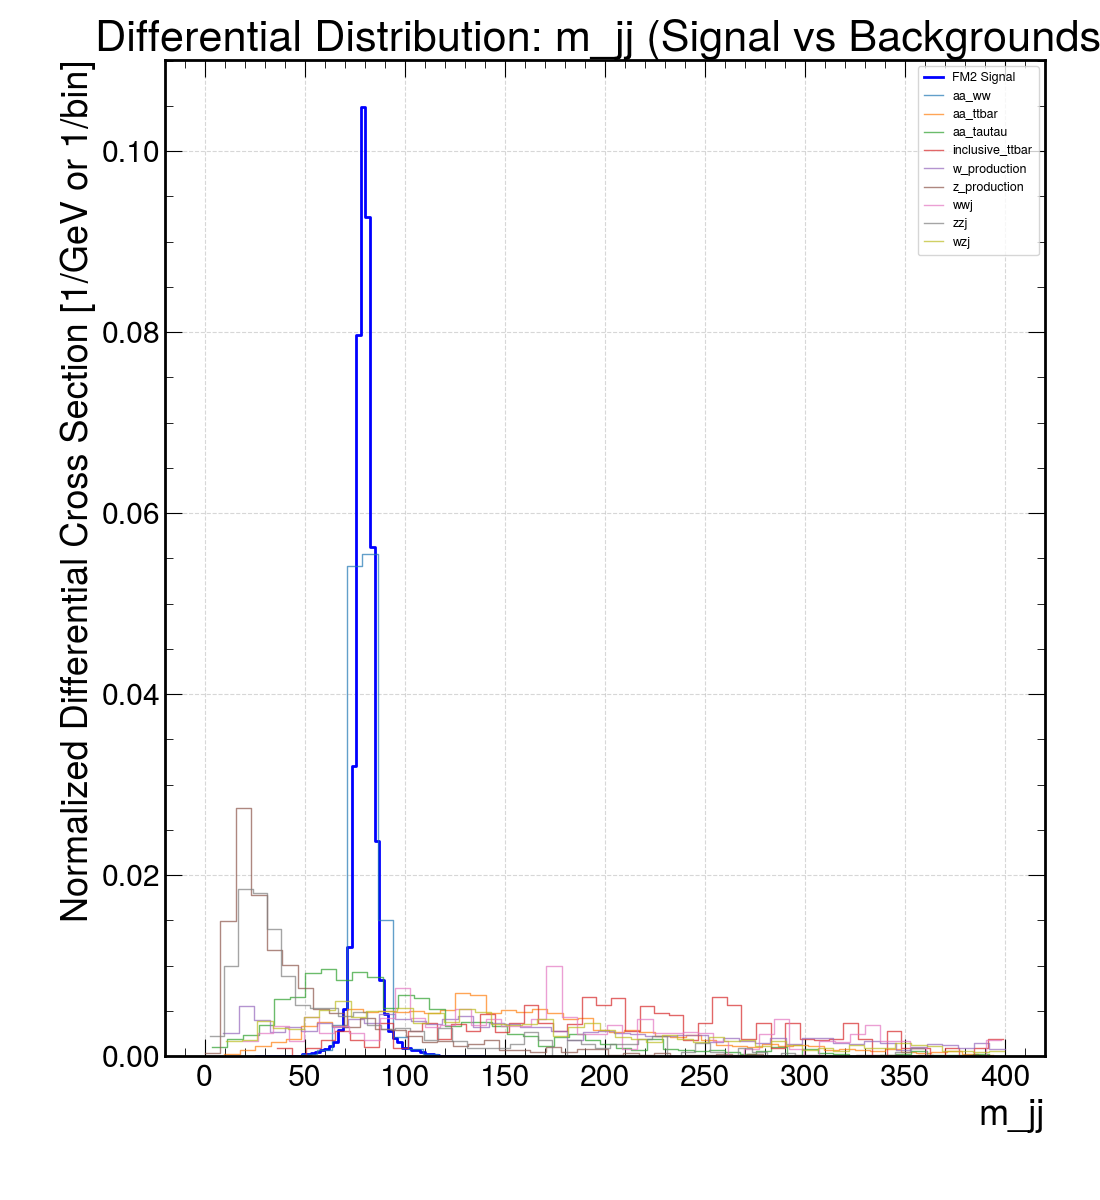 Differential Distribution: m_jj (Signal vs Backgrounds
Normalized Differential Cross Section [1/GeV or 1/bin]
0.10
0.08
0.06
0.04
0.02
0.00
FM2 Signal
aa_ww
aa_ttbar
aa_tautau
inclusive_ttbar
w_production
z_production
wwj
zzj
wzj
0 50 100 150 200 250 300 350 400
m_jj